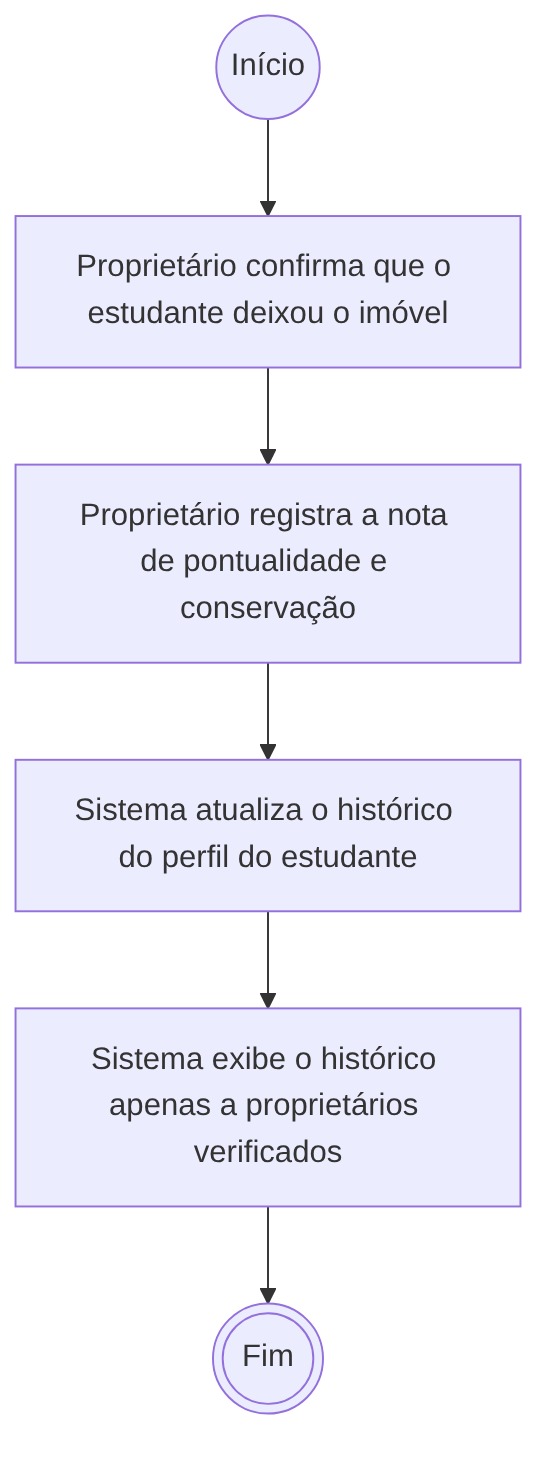 Início
Proprietário confirma que o
estudante deixou o imóvel
Proprietário registra a nota
de pontualidade e
conservação
Sistema atualiza o histórico
do perfil do estudante
Sistema exibe o histórico
apenas a proprietários
verificados
Fim